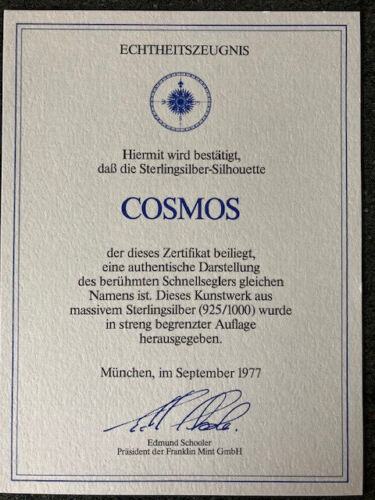 ECHTHEITSZEUGNIS
Hiermit wird bestätigt,
daß die Sterlingsilber-Silhouette
COSMOS
der dieses Zertifikat beiliegt,
eine authentische Darstellung
des berühmten Schnellseglers gleichen
Namens ist. Dieses Kunstwerk aus
massivem Sterlingsilber (925/1000) wurde
in streng begrenzter Auflage
herausgegeben.
München, im September 1977
Edmund Schooler
Präsident der Franklin Mint GmbH